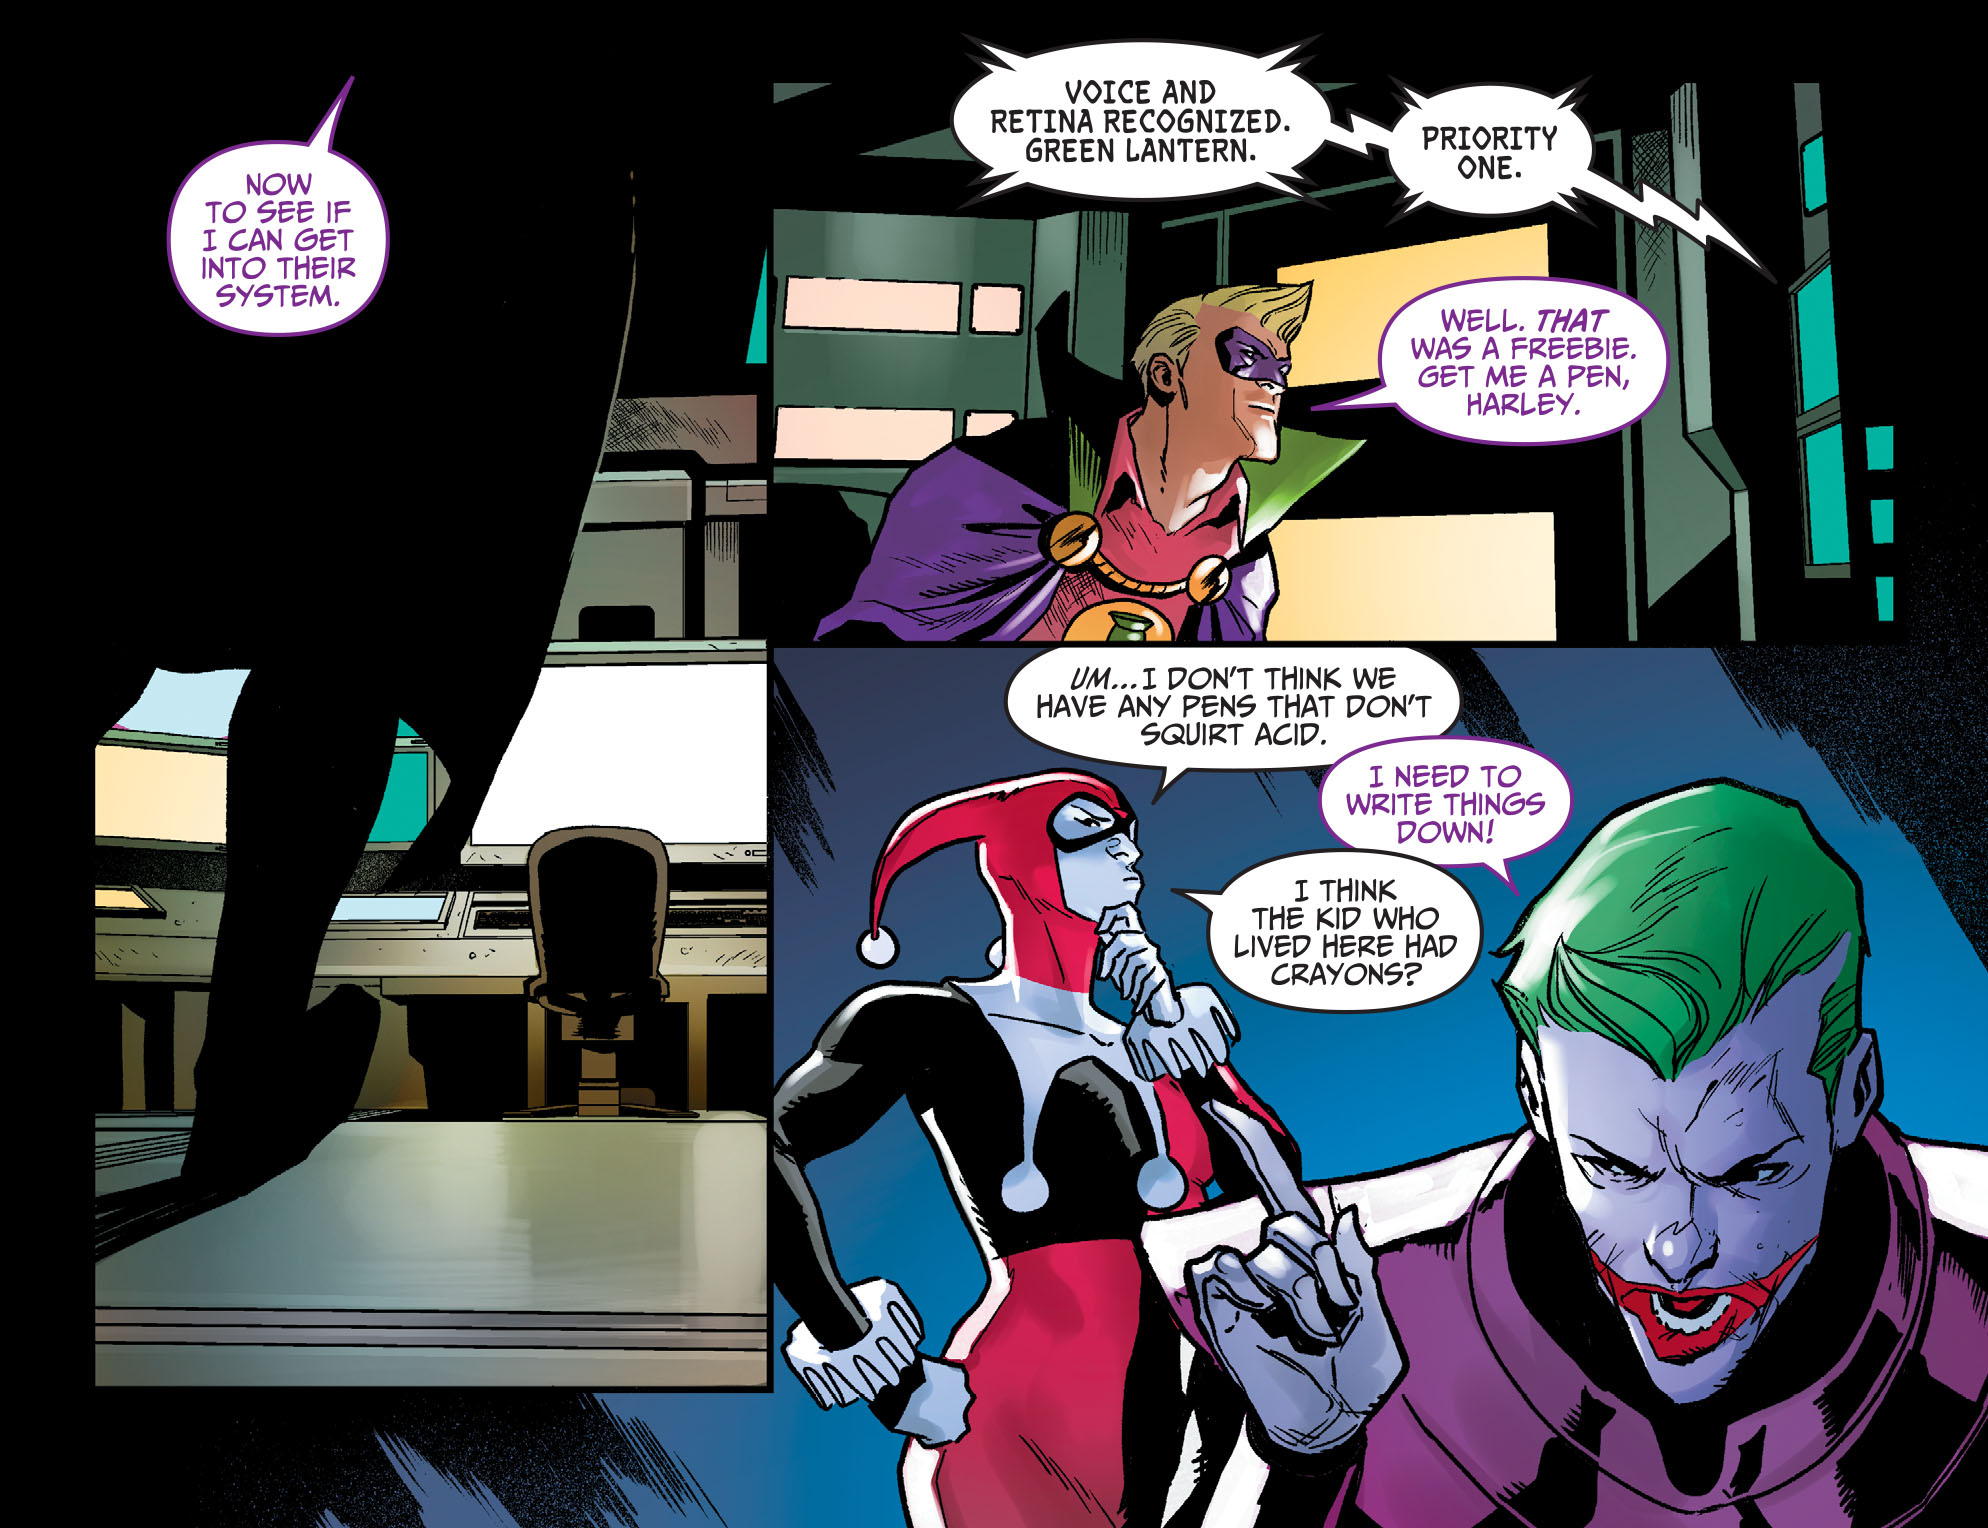 NOW
TO SEE IF
I CAN GET
INTO THEIR
SYSTEM.
VOICE AND
RETINA RECOGNIZED.
GREEN LANTERN.
PRIORITY
ONE.
WELL. THAT
WAS A FREEBIE.
GET ME A PEN,
HARLEY.
UM...I DON'T THINK WE
HAVE ANY PENS THAT DON'T
SQUIRT ACID.
I NEED TO
WRITE THINGS
DOWN!
I THINK
THE KID WHO
LIVED HERE HAD
CRAYONS?